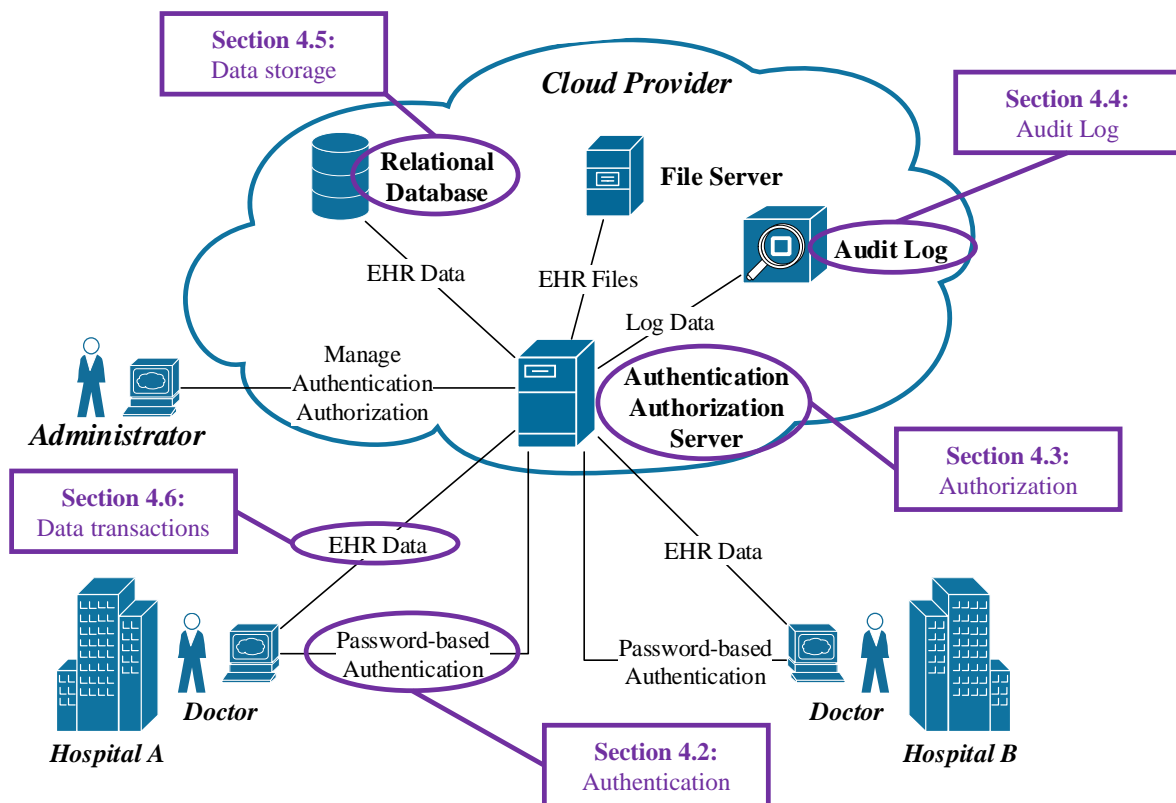 Section 4.5:
Data storage
Cloud Provider
Section 4.4:
Audit Log
Relational
Database
File Server
Audit Log
EHR Data
EHR Files
Log Data
Manage
Authentication
Authorization
Authentication
Authorization
Server
Administrator
Section 4.3:
Authorization
Section 4.6:
Data transactions
EHR Data
EHR Data
Password-based
Authentication
Password-based
Authentication
Doctor
Doctor
Hospital A
Hospital B
Section 4.2:
Authentication